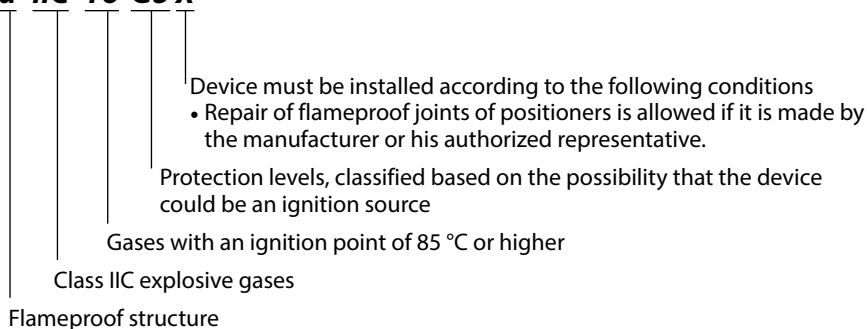 Device must be installed according to the following conditions
• Repair of flameproof joints of positioners is allowed if it is made by
the manufacturer or his authorized representative.
Protection levels, classified based on the possibility that the device
could be an ignition source
Gases with an ignition point of 85 °C or higher
Class IIC explosive gases
Flameproof structure